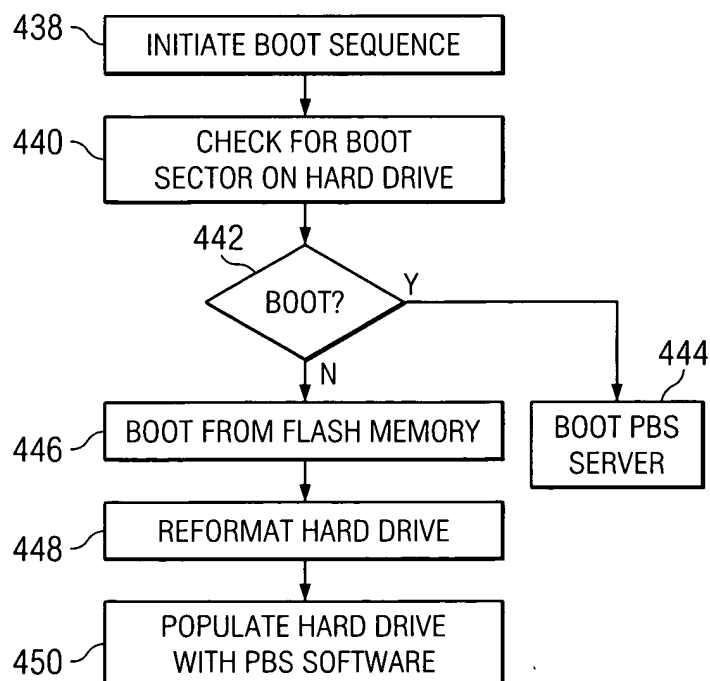 438
INITIATE BOOT SEQUENCE
440
CHECK FOR BOOT
SECTOR ON HARD DRIVE
442
BOOT?
Y
N
444
BOOT PBS
SERVER
446
BOOT FROM FLASH MEMORY
448
REFORMAT HARD DRIVE
450
POPULATE HARD DRIVE
WITH PBS SOFTWARE